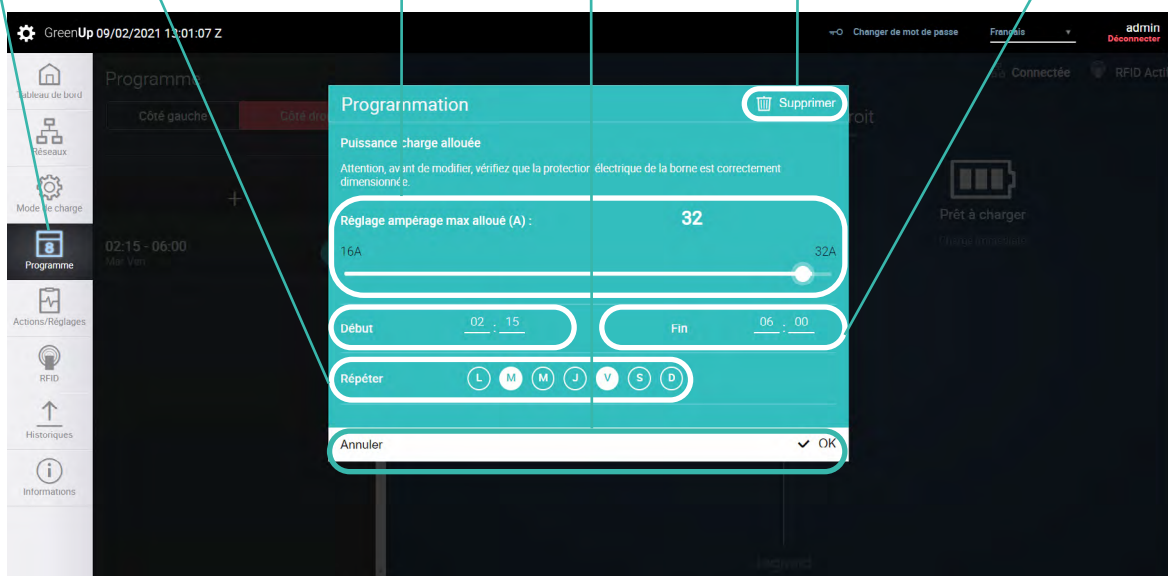 GreenUp 09/02/2021 13:01:07 Z
Changer de mot de passe
Français
admin
Déconnecter
Tableau de bord
Réseaux
Mode de charge
8
Programme
Actions/Réglages
RFID
Historiques
Informations
Programme
Connectée
RFID Acti
Côté gauche
Côté dro
roit
+
02:15 - 06:00
Mar Ven
Prêt à charger
Programmation
Supprimer
Puissance charge allouée
Attention, avant de modifier, vérifiez que la protection électrique de la borne est correctement
dimensionnée.
Réglage ampérage max alloué (A) :
32
16A
32A
Début
02 : 15
Fin
06 : 00
Répéter
L M M J V S D
Annuler
OK
legrand